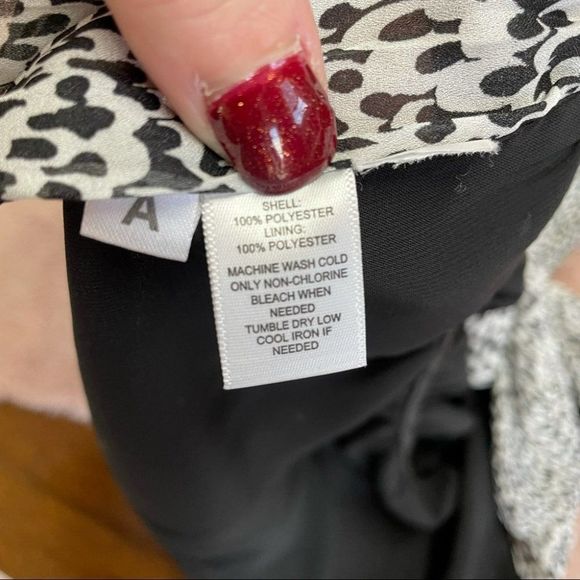 A
SHELL:
100% POLYESTER
LINING:
100% POLYESTER
MACHINE WASH COLD
ONLY NON-CHLORINE
BLEACH WHEN
NEEDED
TUMBLE DRY LOW
COOL IRON IF
NEEDED